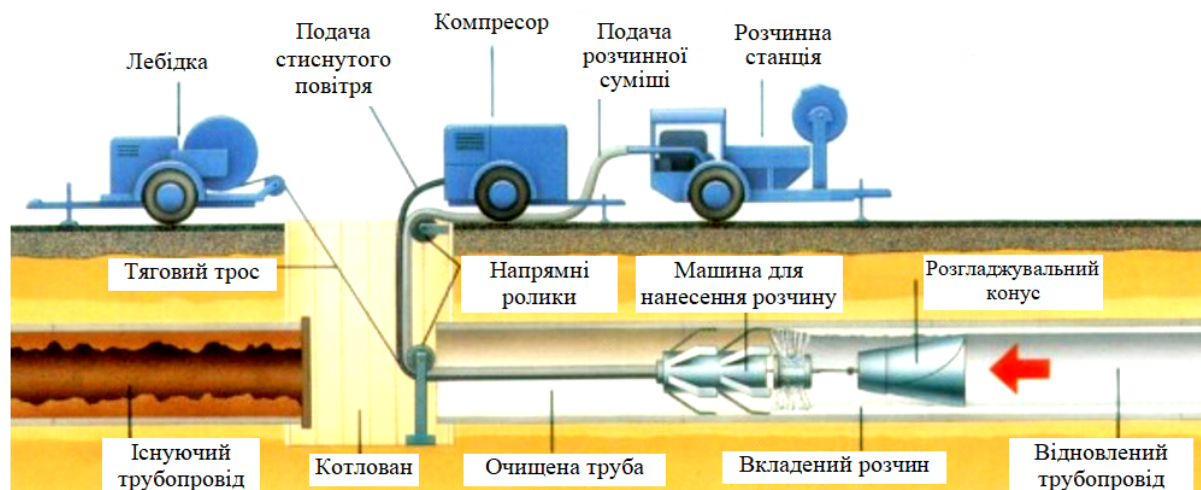 Лебідка
Подача
стиснутого
повітря
Компресор
Подача
розчинної
суміші
Розчинна
станція
Тяговий трос
Напрямні
ролики
Машина для
нанесення розчину
Розгладжувальний
конус
Існуючий
трубопровід
Котлован
Очищена труба
Вкладений розчин
Відновлений
трубопровід